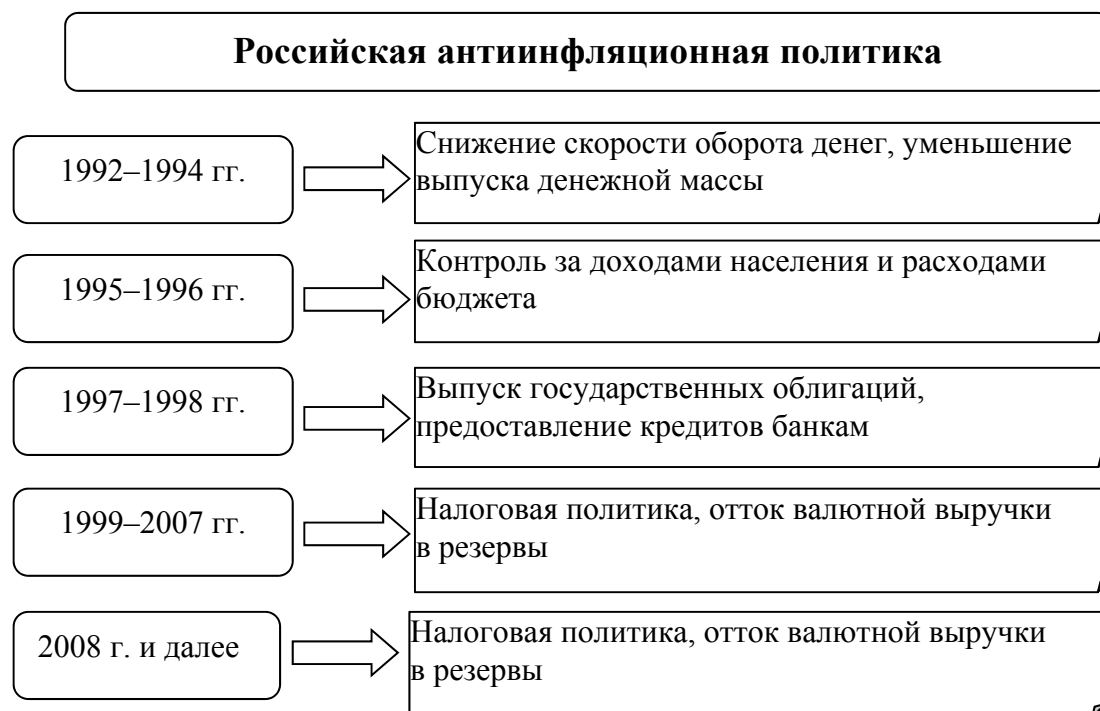 Российская антиинфляционная политика
1992–1994 гг.
Снижение скорости оборота денег, уменьшение
выпуска денежной массы
1995–1996 гг.
Контроль за доходами населения и расходами
бюджета
1997–1998 гг.
Выпуск государственных облигаций,
предоставление кредитов банкам
1999–2007 гг.
Налоговая политика, отток валютной выручки
в резервы
2008 г. и далее
Налоговая политика, отток валютной выручки
в резервы